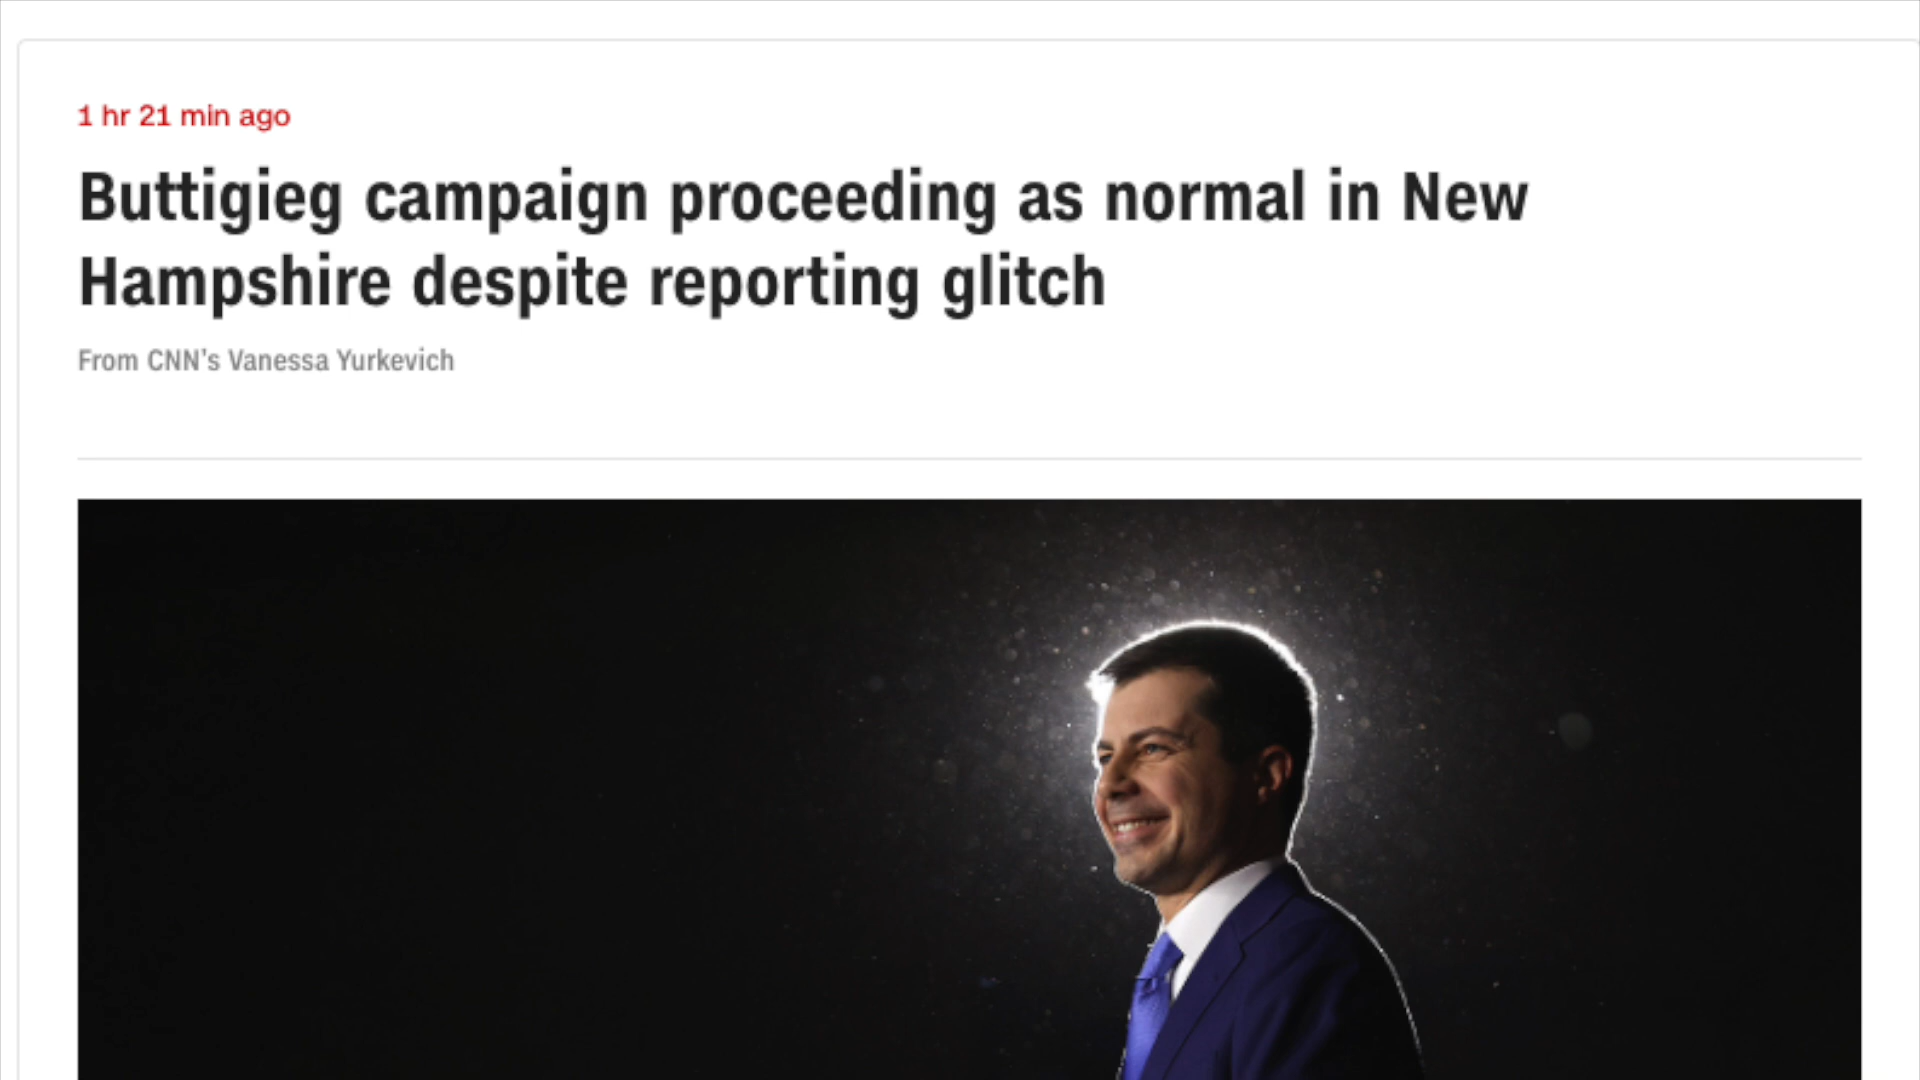 1 hr 21 min ago
Buttigieg campaign proceeding as normal in New
Hampshire despite reporting glitch
From CNN's Vanessa Yurkevich